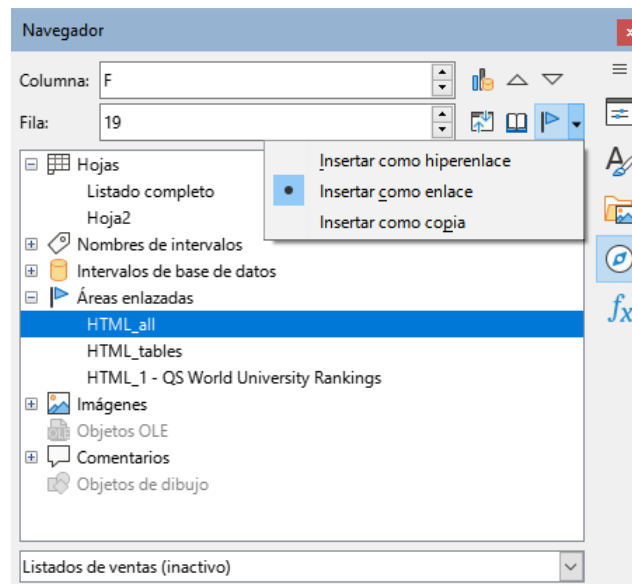 Navegador
Columna: F
Fila: 19
Insertar como hiperenlace
Insertar como enlace
Insertar como copia
Hojas
Listado completo
Hoja2
Nombres de intervalos
Intervalos de base de datos
Áreas enlazadas
HTML_all
HTML_tables
HTML_1 - QS World University Rankings
Imágenes
Objetos OLE
Comentarios
Objetos de dibujo
Listados de ventas (inactivo)